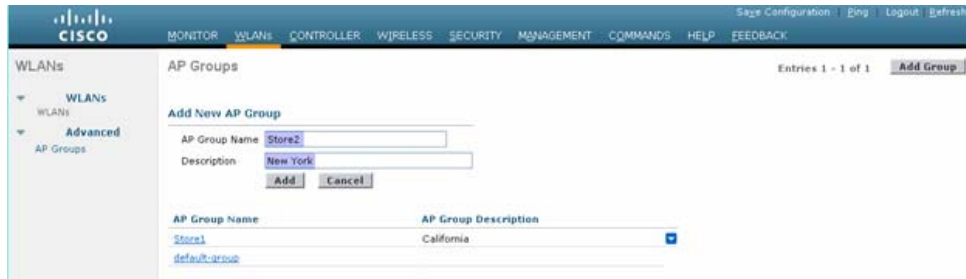 Save Configuration | Ping | Logout | Refresh
CISCO
MONITOR WLANs CONTROLLER WIRELESS SECURITY MANAGEMENT COMMANDS HELP FEEDBACK
WLANs
WLANs
WLANs
Advanced
AP Groups
AP Groups
Entries 1 - 1 of 1
Add Group
Add New AP Group
AP Group Name Store2
Description New York
Add Cancel
AP Group Name AP Group Description
Store1 California
default-group